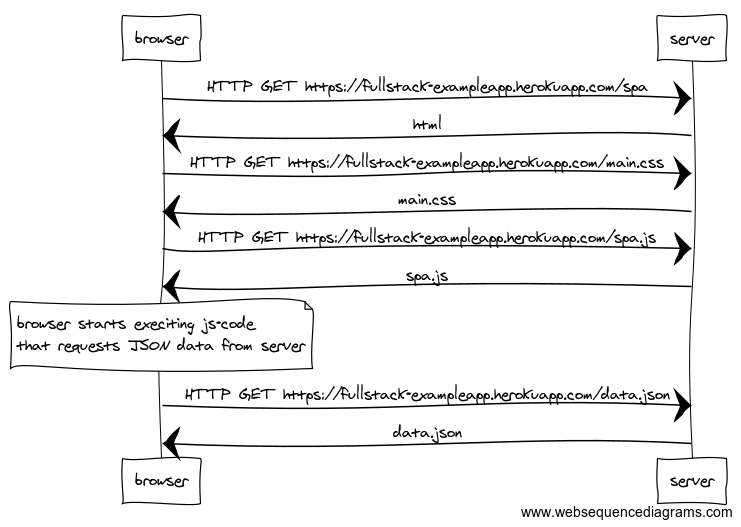 browser
server
HTTP GET https://fullstack-exampleapp.herokuapp.com/spa
html
HTTP GET https://fullstack-exampleapp.herokuapp.com/main.css
main.css
HTTP GET https://fullstack-exampleapp.herokuapp.com/spa.js
spa.js
browser starts execiting js-code
that requests JSON data from server
HTTP GET https://fullstack-exampleapp.herokuapp.com/data.json
data.json
browser
server
www.websequencediagrams.com